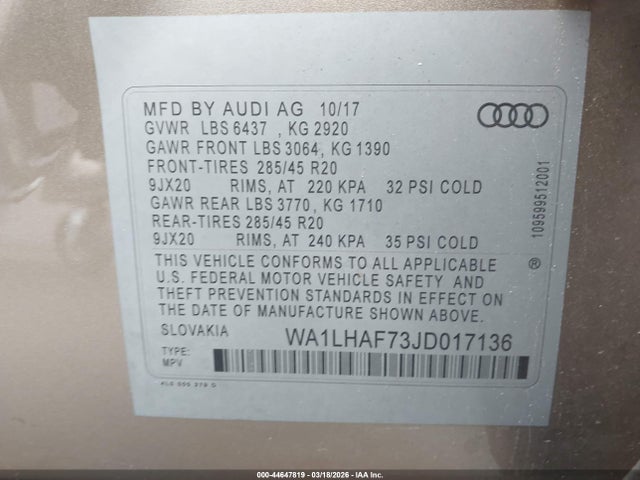 MFD BY AUDI AG 10/17
GVWR LBS 6437 , KG 2920
GAWR FRONT LBS 3064, KG 1390
FRONT-TIRES 285/45 R20
9JX20 RIMS, AT 220 KPA 32 PSI COLD
GAWR REAR LBS 3770, KG 1710
REAR-TIRES 285/45 R20
9JX20 RIMS, AT 240 KPA 35 PSI COLD
THIS VEHICLE CONFORMS TO ALL APPLICABLE
U.S. FEDERAL MOTOR VEHICLE SAFETY AND
THEFT PREVENTION STANDARDS IN EFFECT ON
THE DATE OF MANUFACTURE SHOWN ABOVE.
SLOVAKIA WA1LHAF73JD017136
TYPE:
MPV
®
109599512001
000-44647819 - 03/18/2026 - IAA Inc.